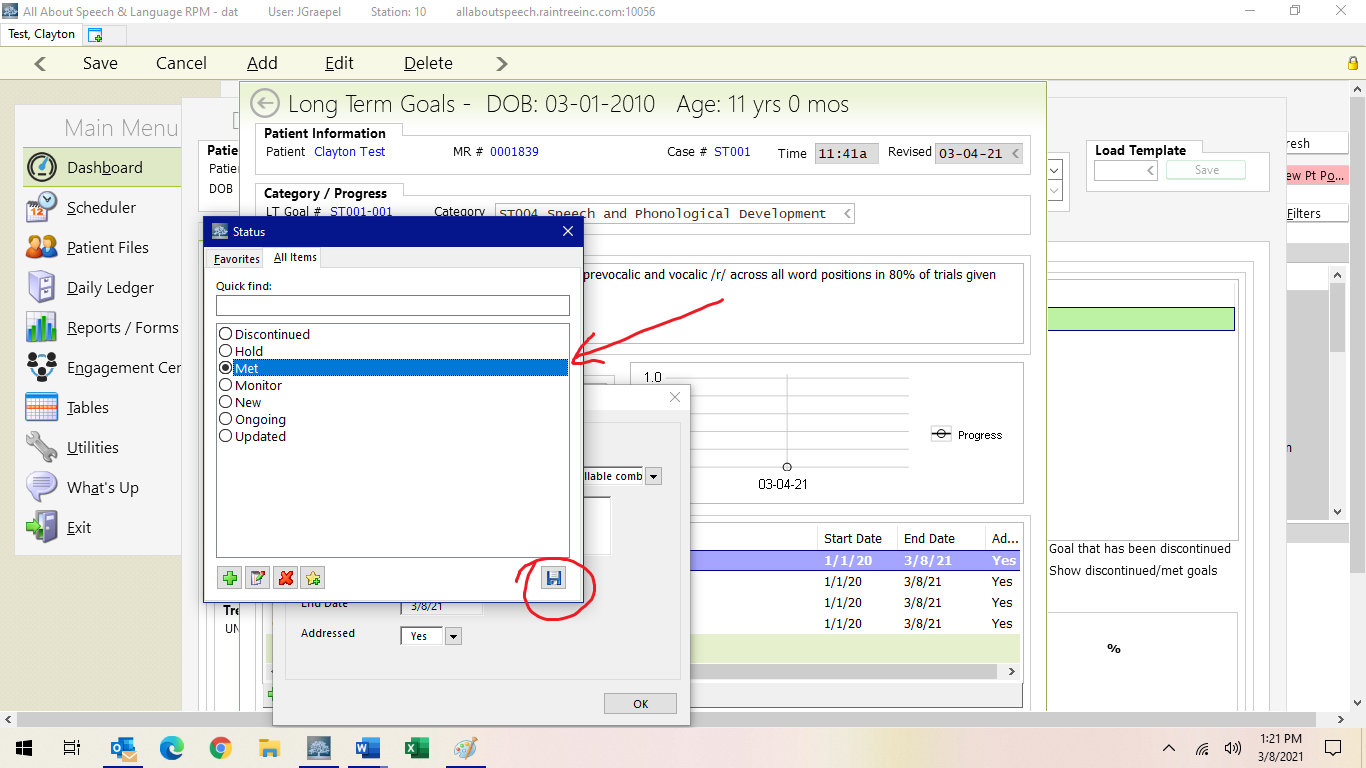 All About Speech & Language RPM - dat User: JGraepel Station: 10 allaboutspeech.raintreeinc.com:10056
Test, Clayton
Save Cancel Add Edit Delete
Long Term Goals - DOB: 03-01-2010 Age: 11 yrs 0 mos
Main Menu
Dashboard
Scheduler
Patient Files
Daily Ledger
Reports / Forms
Engagement Cer
Tables
Utilities
What's Up
Exit
Patie
Patie
DOB
Patient Information
Patient Clayton Test MR # 0001839 Case # ST001 Time 11:41a Revised 03-04-21
Category / Progress
LT Goal # ST001-001 Category ST004 Speech and Phonological Development
Load Template
Save
resh
ew Pt Po...
Filters
Status
Favorites All Items
Quick find:
Discontinued
Hold
Met
Monitor
New
Ongoing
Updated
prevocalic and vocalic /r/ across all word positions in 80% of trials given
1.0
Progress
03-04-21
llable comb
Start Date End Date Ad...
1/1/20 3/8/21 Yes
1/1/20 3/8/21 Yes
1/1/20 3/8/21 Yes
1/1/20 3/8/21 Yes
Goal that has been discontinued
Show discontinued/met goals
%
Tre
UN
End Date 3/8/21
Addressed Yes
OK
1:21 PM
3/8/2021